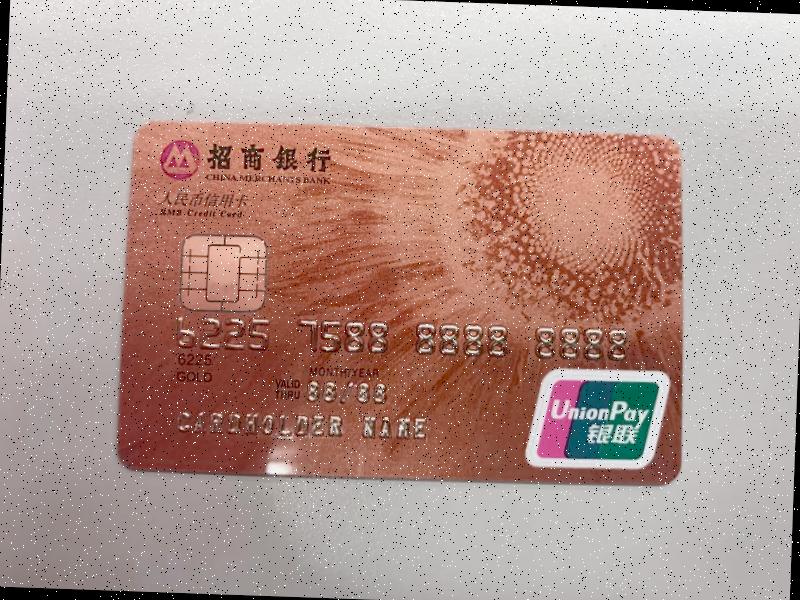 招商银行
CHINA MERCHANTS BANK
人民币信用卡
RMB Credit Card
6225 7588 8888 8888
6225
GOLD
MONTH/YEAR
VALID THRU 88/88
CARDHOLDER NAME
UnionPay
银联